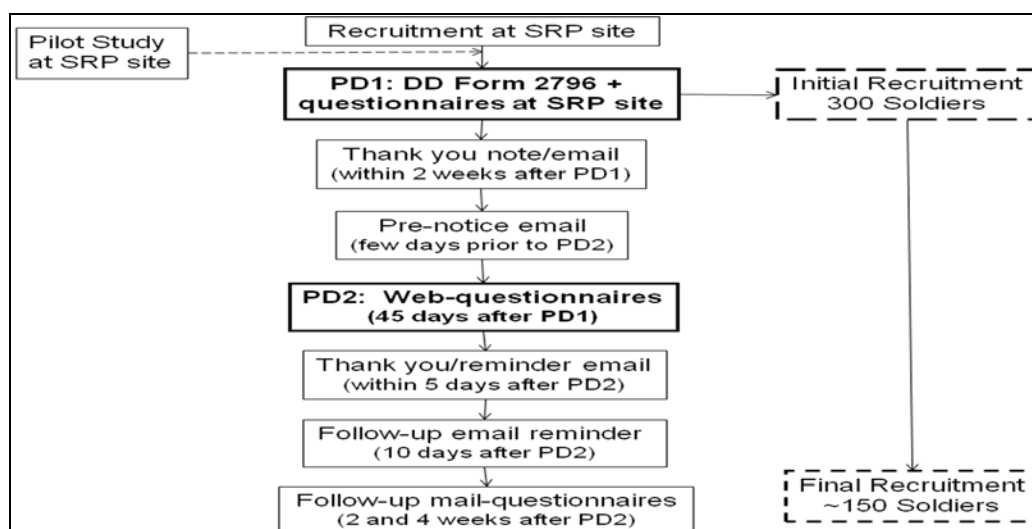 Recruitment at SRP site
Pilot Study
at SRP site
PD1: DD Form 2796 +
questionnaires at SRP site
Initial Recruitment
300 Soldiers
Thank you note/email
(within 2 weeks after PD1)
Pre-notice email
(few days prior to PD2)
PD2: Web-questionnaires
(45 days after PD1)
Thank you/reminder email
(within 5 days after PD2)
Follow-up email reminder
(10 days after PD2)
Follow-up mail-questionnaires
(2 and 4 weeks after PD2)
Final Recruitment
~150 Soldiers